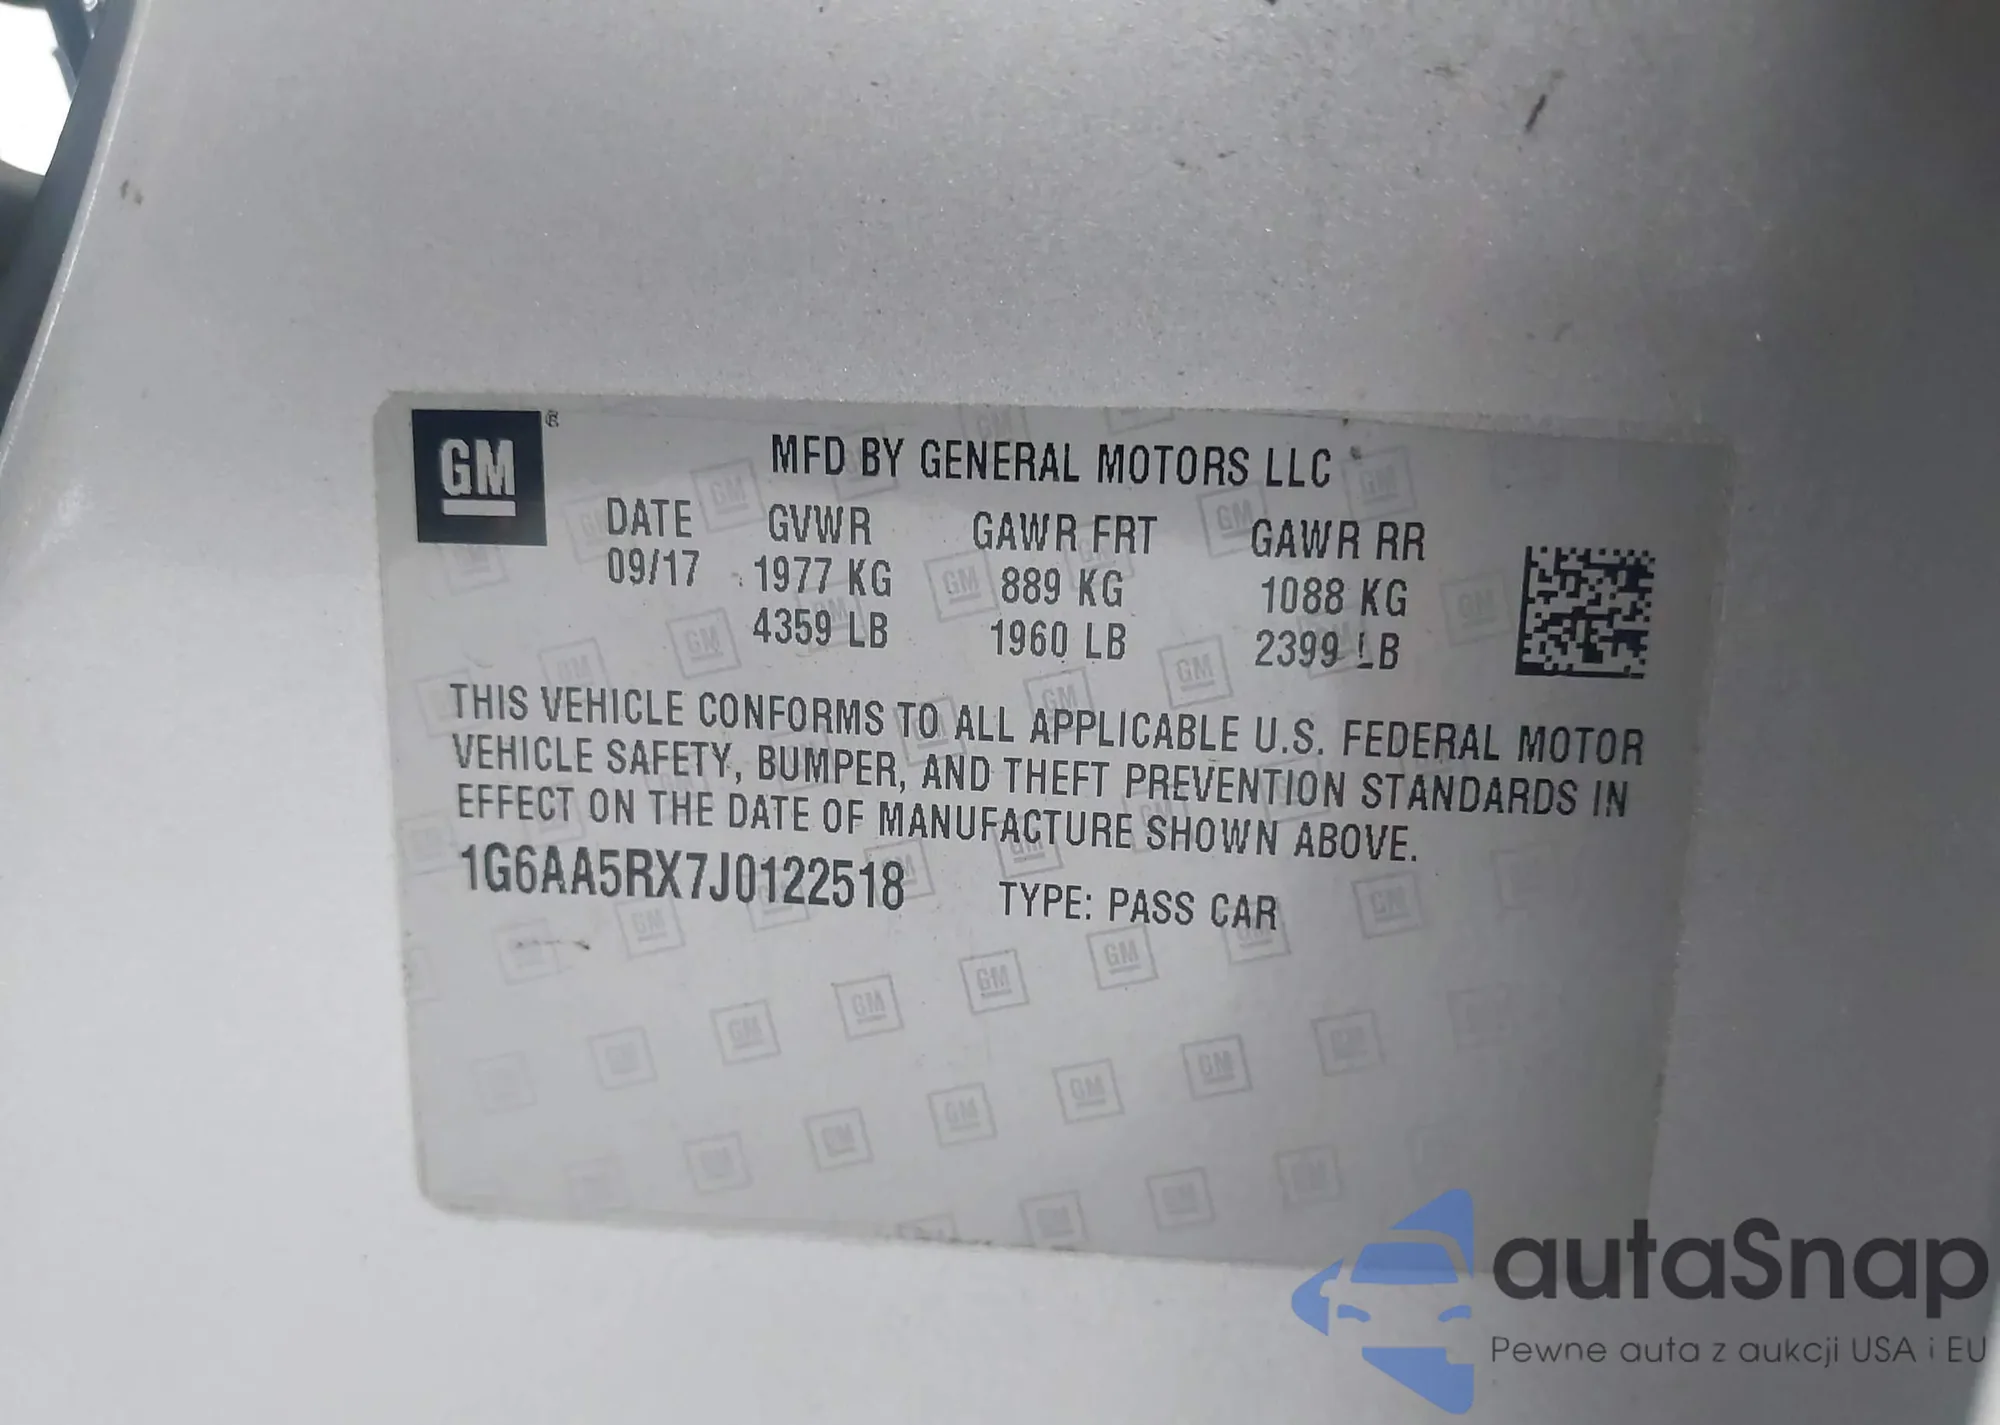 GM ®
MFD BY GENERAL MOTORS LLC
DATE GVWR GAWR FRT GAWR RR
09/17 1977 KG 889 KG 1088 KG
4359 LB 1960 LB 2399 LB
THIS VEHICLE CONFORMS TO ALL APPLICABLE U.S. FEDERAL MOTOR
VEHICLE SAFETY, BUMPER, AND THEFT PREVENTION STANDARDS IN
EFFECT ON THE DATE OF MANUFACTURE SHOWN ABOVE.
1G6AA5RX7J0122518 TYPE: PASS CAR
autaSnap
Pewne auta z aukcji USA i EU